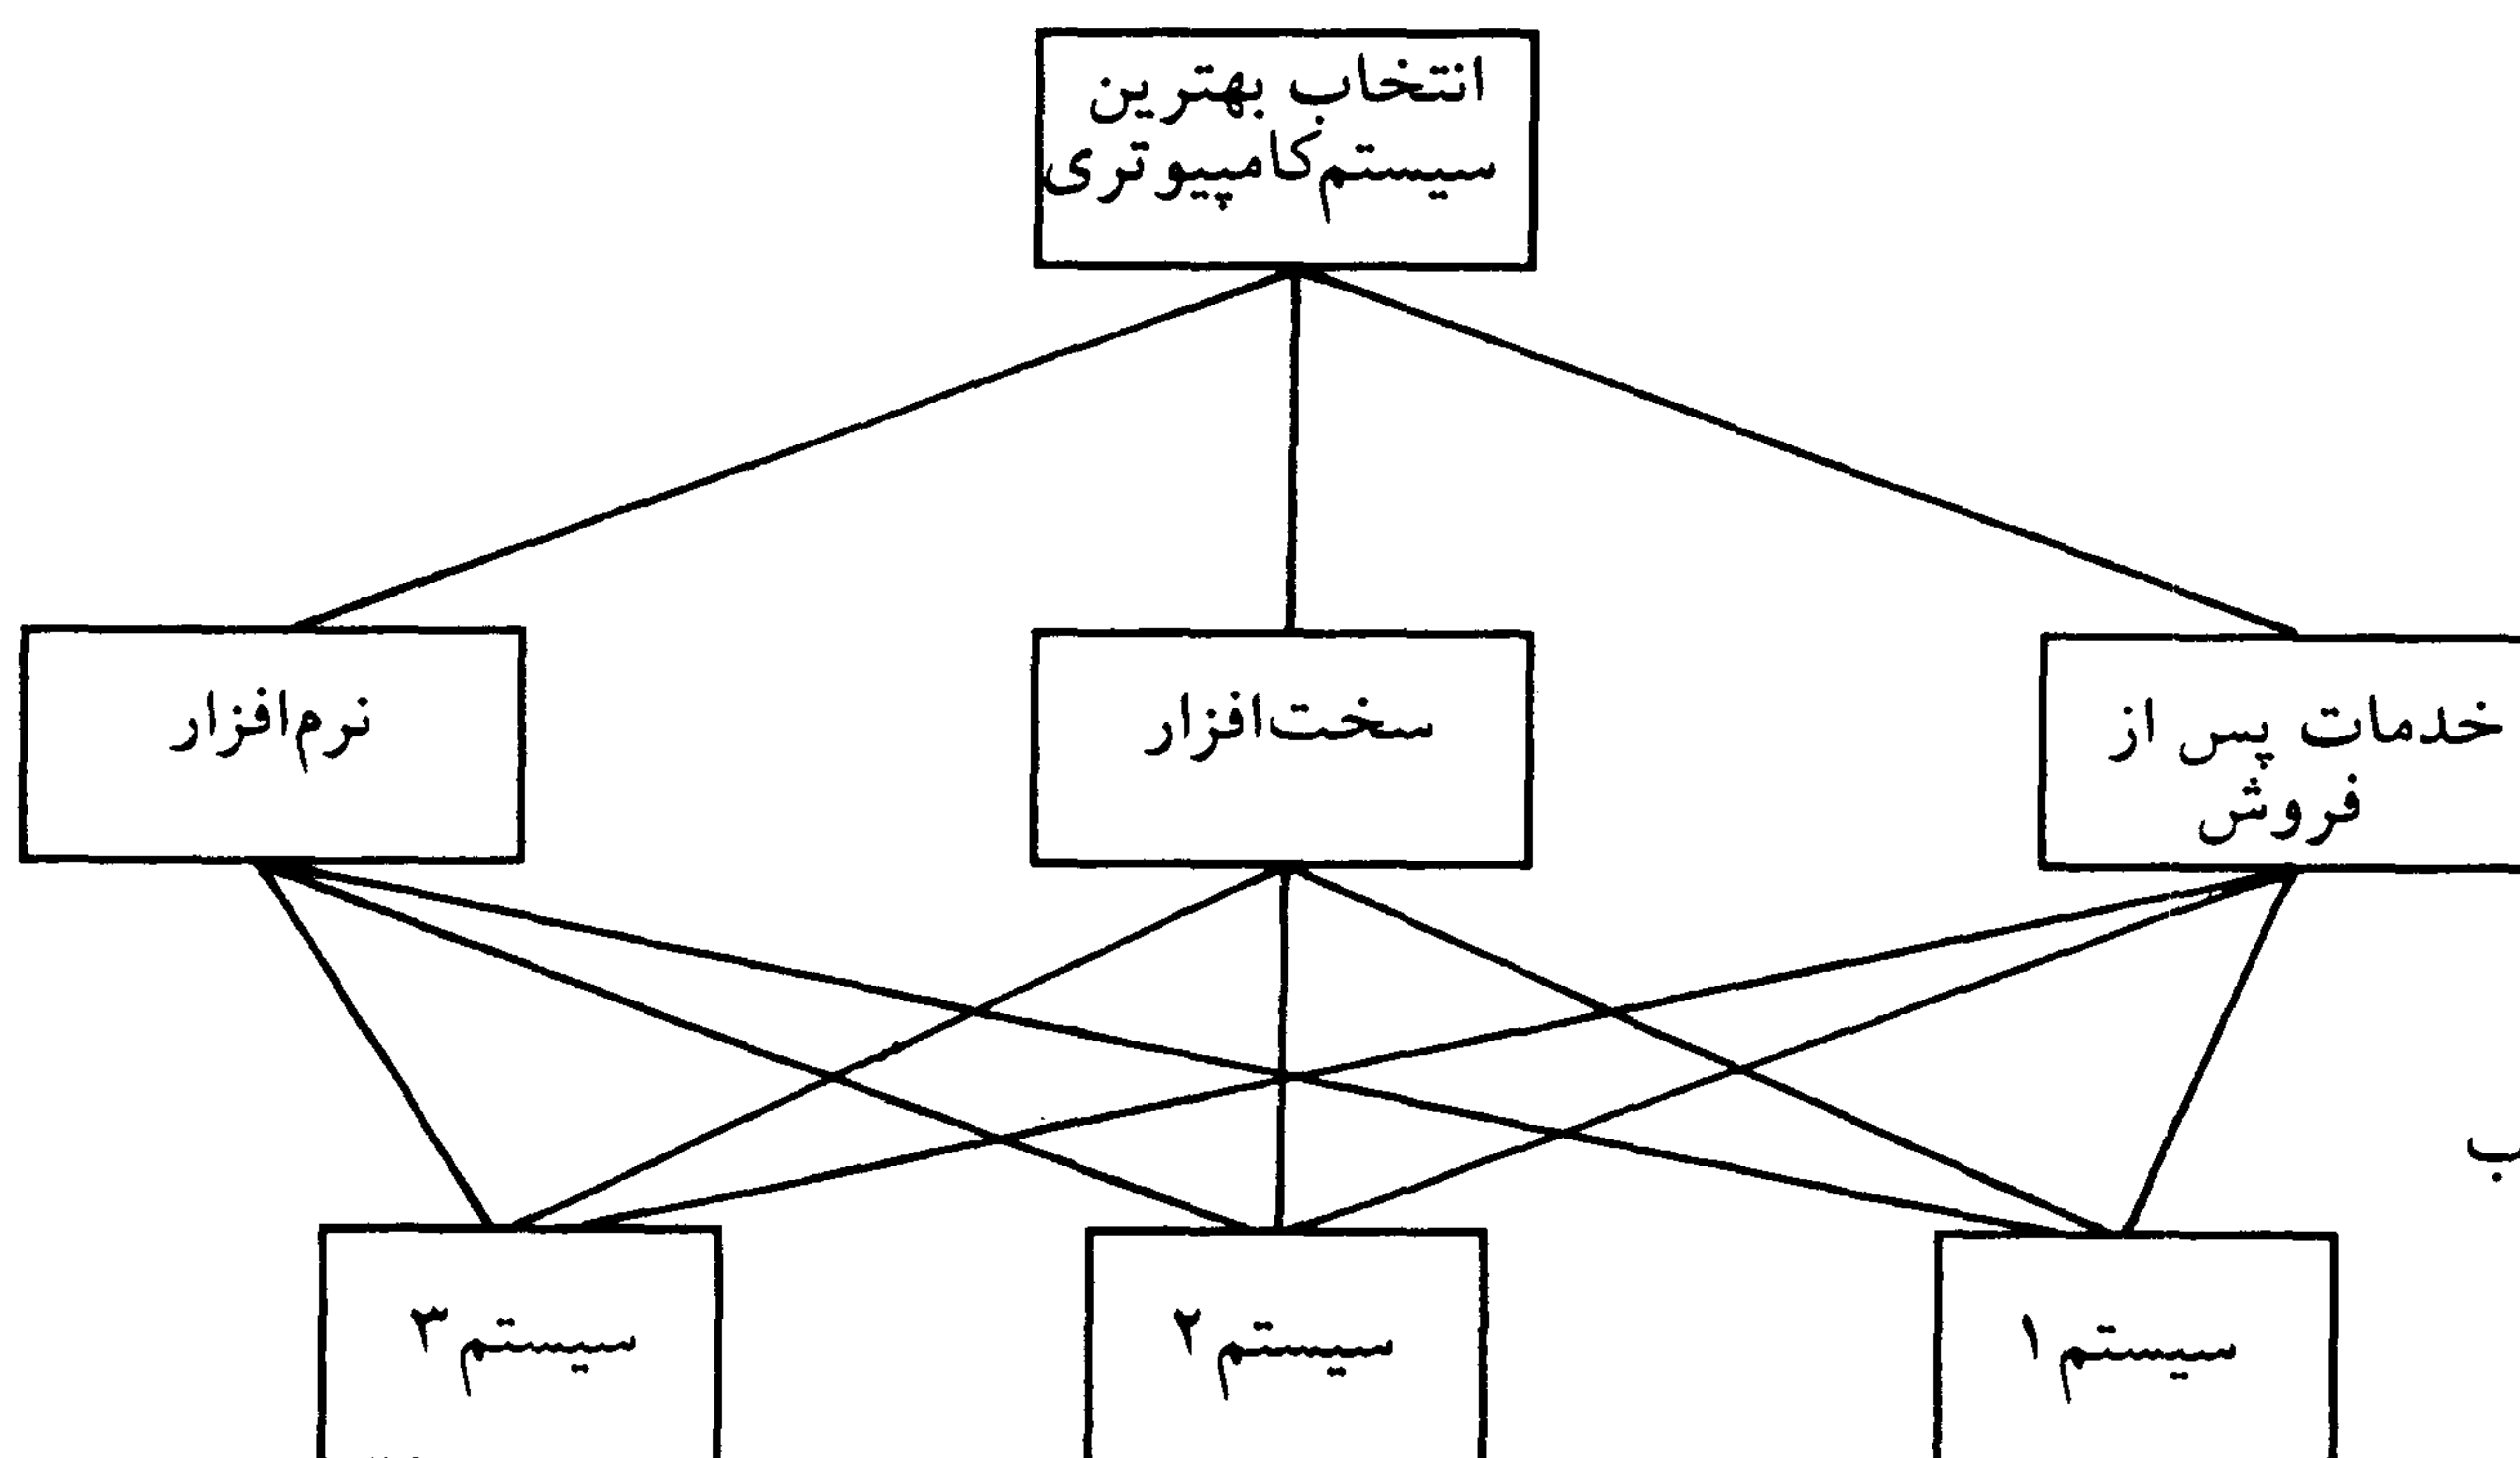 انتخاب بهترین
سیستم کامپیوتری
خدمات پس از
فروش
سخت‌افزار
نرم‌افزار
سیستم ۱
سیستم ۲
سیستم ۳